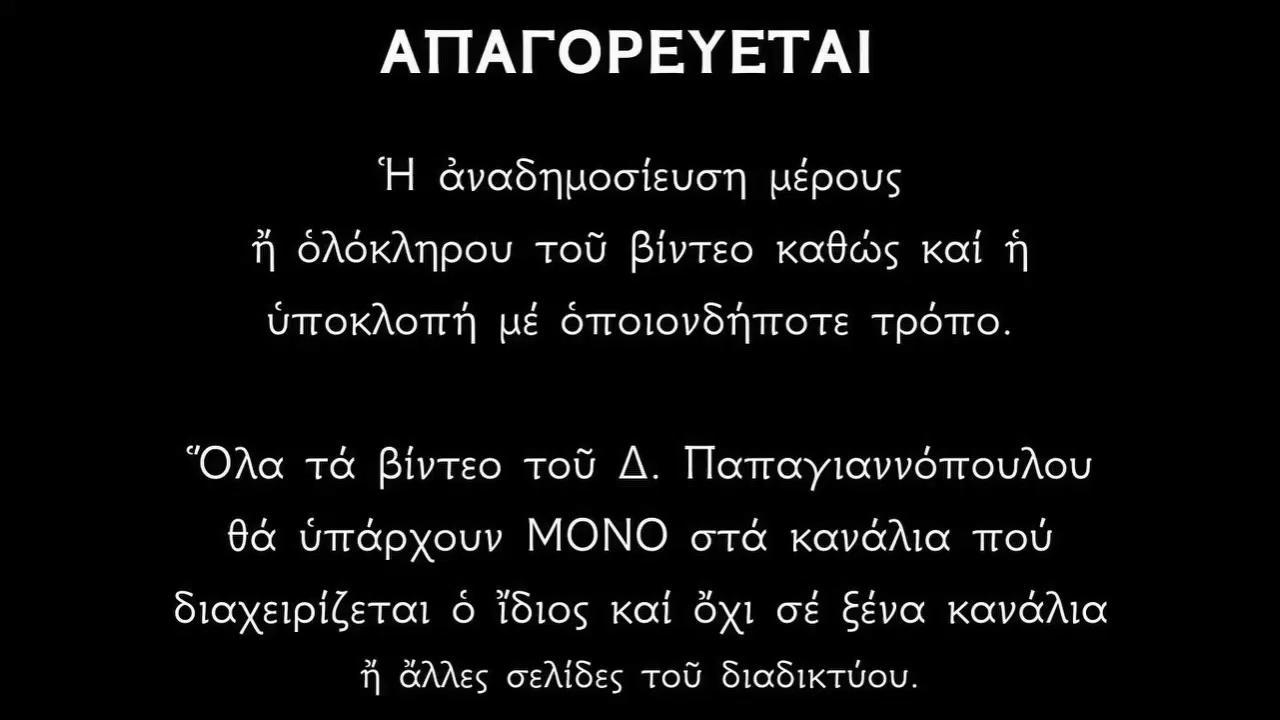 ΑΠΑΓΟΡΕΥΕΤΑΙ
Ἡ ἀναδημοσίευση μέρους
ἤ ὁλόκληρου τοῦ βίντεο καθώς καί ἡ
ὑποκλοπή μέ ὁποιονδήποτε τρόπο.
Ὅλα τά βίντεο τοῦ Δ. Παπαγιαννόπουλου
θά ὑπάρχουν ΜΟΝΟ στά κανάλια πού
διαχειρίζεται ὁ ἴδιος καί ὄχι σέ ξένα κανάλια
ἤ ἄλλες σελίδες τοῦ διαδικτύου.